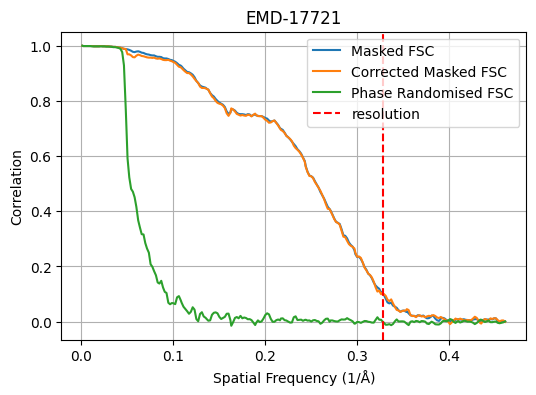 EMD-17721
Masked FSC
Corrected Masked FSC
Phase Randomised FSC
resolution
1.0
0.8
0.6
0.4
0.2
0.0
Correlation
0.0 0.1 0.2 0.3 0.4
Spatial Frequency (1/Å)